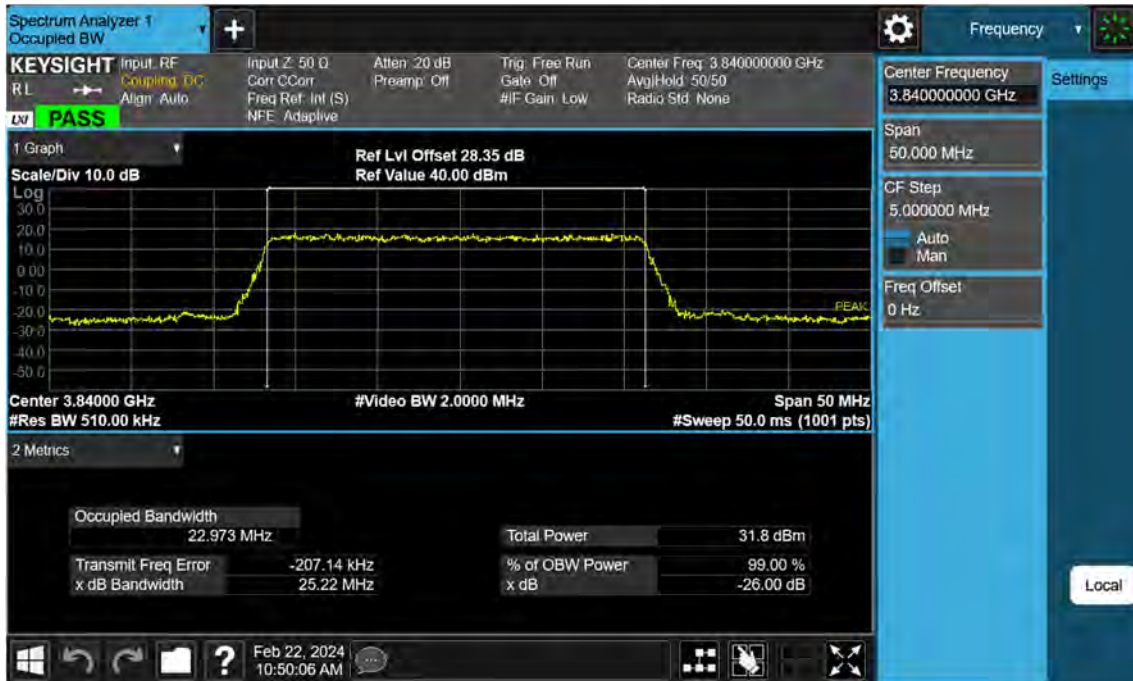 Spectrum Analyzer 1
Occupied BW
+
Frequency
KEYSIGHT
Input: RF
Coupling: DC
Align: Auto
RL
LXI
PASS
Input Z: 50 Ω
Corr CCorr
Freq Ref: Int (S)
NFE: Adaptive
Atten: 20 dB
Preamp: Off
Trig: Free Run
Gate: Off
#IF Gain: Low
Center Freq: 3.840000000 GHz
Avg|Hold: 50/50
Radio Std: None
Center Frequency
3.840000000 GHz
Settings
Span
50.000 MHz
CF Step
5.000000 MHz
Auto
Man
Freq Offset
0 Hz
1 Graph
Scale/Div 10.0 dB
Ref Lvl Offset 28.35 dB
Ref Value 40.00 dBm
Log
30.0
20.0
10.0
0.00
-10.0
-20.0
-30.0
-40.0
-50.0
PEAK
Center 3.84000 GHz
#Video BW 2.0000 MHz
Span 50 MHz
#Res BW 510.00 kHz
#Sweep 50.0 ms (1001 pts)
2 Metrics
Occupied Bandwidth
22.973 MHz
Total Power 31.8 dBm
Transmit Freq Error -207.14 kHz
% of OBW Power 99.00 %
x dB Bandwidth 25.22 MHz
x dB -26.00 dB
Local
?
Feb 22, 2024
10:50:06 AM